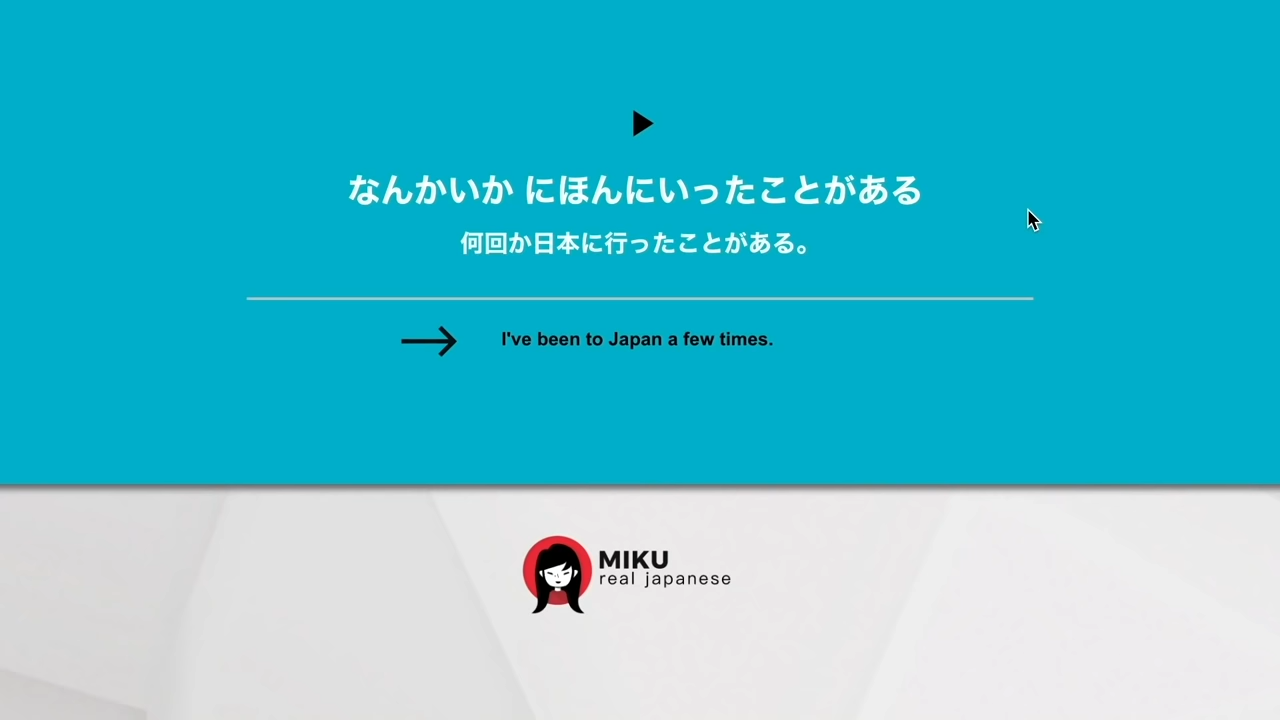 なんかいか にほんにいったことがある
何回か日本に行ったことがある。
I've been to Japan a few times.
MIKU
real japanese